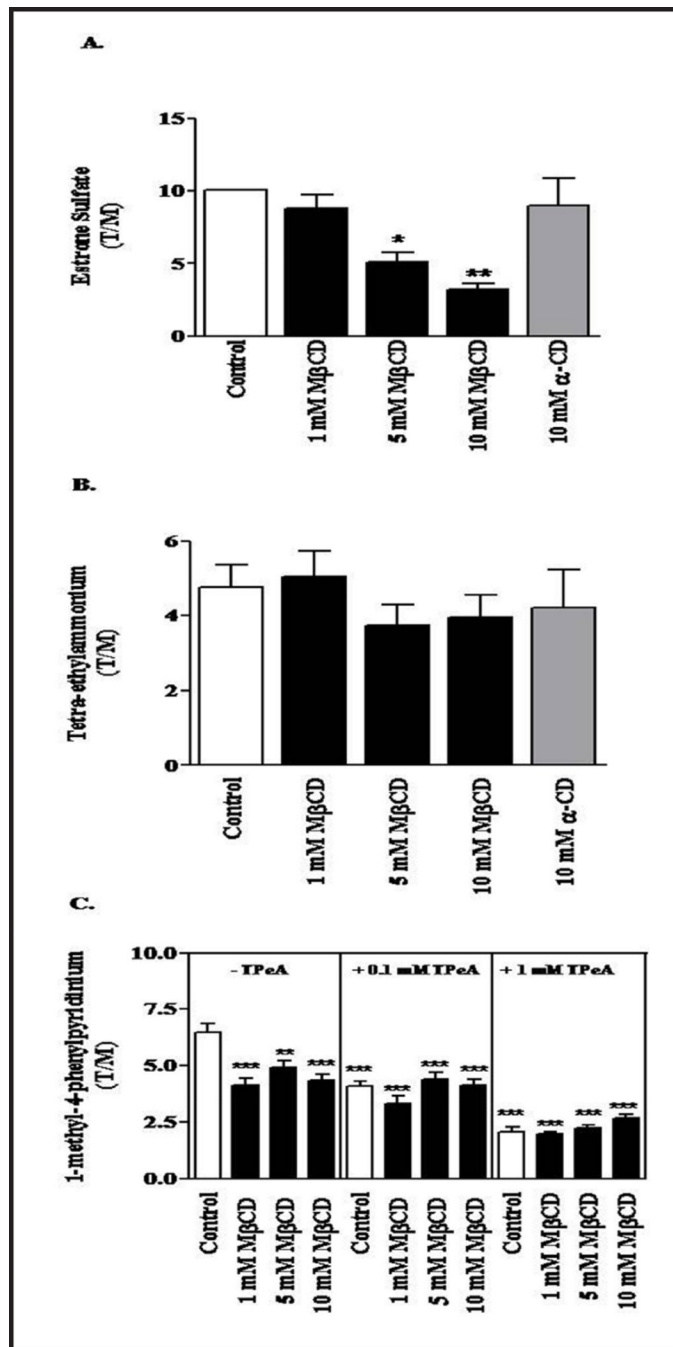 A.
Estrone Sulfate
(T/M)
15
10
5
0
*
**
Control
1 mM MβCD
5 mM MβCD
10 mM MβCD
10 mM α-CD
B.
Tetra-ethylammonium
(T/M)
6
4
2
0
Control
1 mM MβCD
5 mM MβCD
10 mM MβCD
10 mM α-CD
C.
1-methyl-4-phenylpyridinium
(T/M)
10.0
7.5
5.0
2.5
0.0
- TPeA
+ 0.1 mM TPeA
+ 1 mM TPeA
*** ** *** *** *** *** *** *** *** *** ***
Control
1 mM MβCD
5 mM MβCD
10 mM MβCD
Control
1 mM MβCD
5 mM MβCD
10 mM MβCD
Control
1 mM MβCD
5 mM MβCD
10 mM MβCD